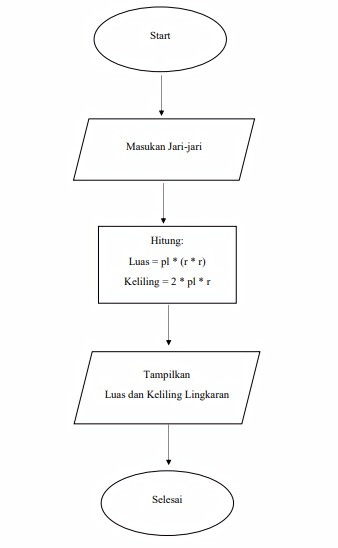 Start
Masukan Jari-jari
Hitung:
Luas = pl * (r * r)
Keliling = 2 * pl * r
Tampilkan
Luas dan Keliling Lingkaran
Selesai